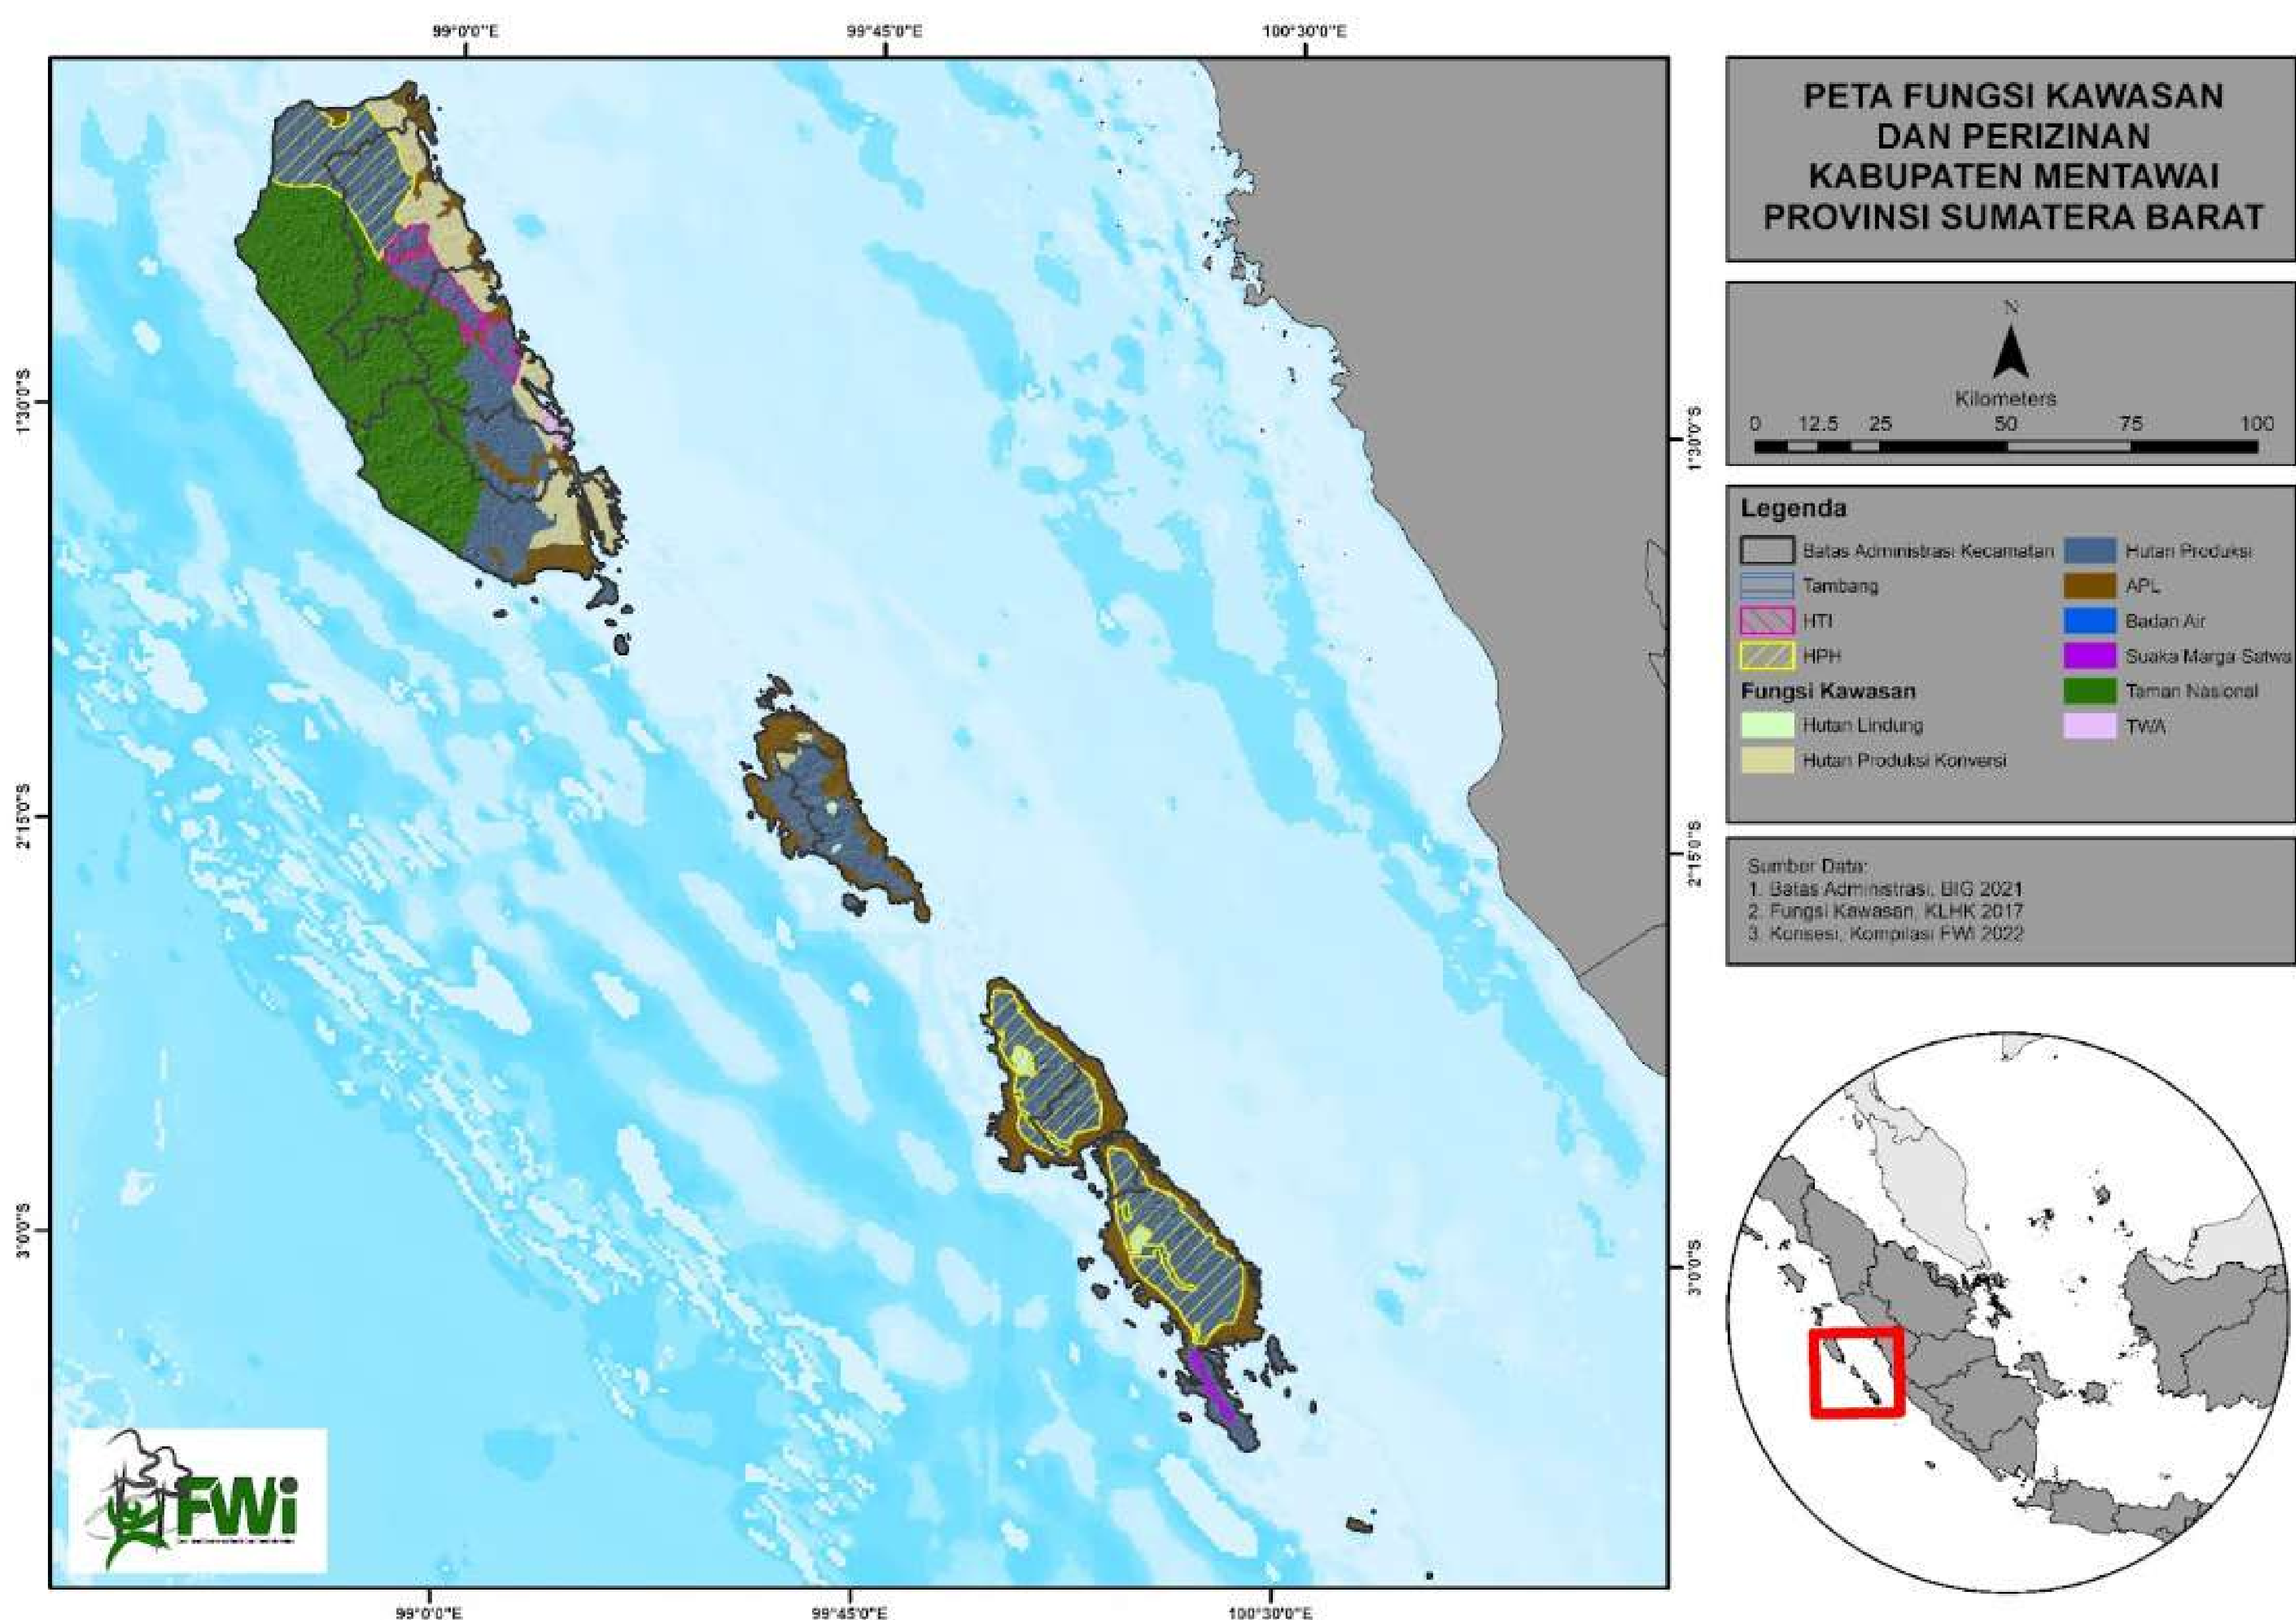 99°0'0"E 99°45'0"E 100°30'0"E
PETA FUNGSI KAWASAN
DAN PERIZINAN
KABUPATEN MENTAWAI
PROVINSI SUMATERA BARAT
N
Kilometers
0 12.5 25 50 75 100
Legenda
Batas Administrasi Kecamatan
Tambang
HTI
HPH
Fungsi Kawasan
Hutan Lindung
Hutan Produksi Konversi
Hutan Produksi
APL
Badan Air
Suaka Marga Satwa
Taman Nasional
TWA
Sumber Data:
1. Batas Administrasi, BIG 2021
2. Fungsi Kawasan, KLHK 2017
3. Konsesi, Kompilasi FWI 2022
1°30'0"S
2°15'0"S
3°0'0"S
1°30'0"S
2°15'0"S
3°0'0"S
FWi
99°0'0"E 99°45'0"E 100°30'0"E